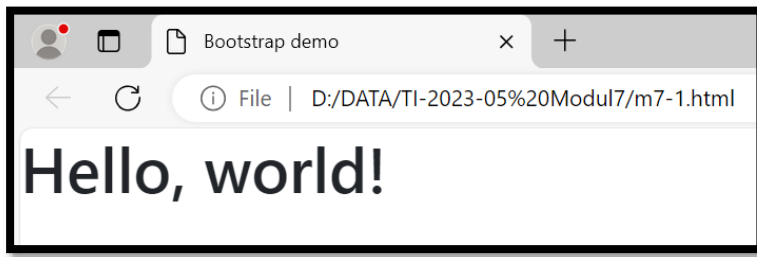 Bootstrap demo
File | D:/DATA/TI-2023-05%20Modul7/m7-1.html
Hello, world!